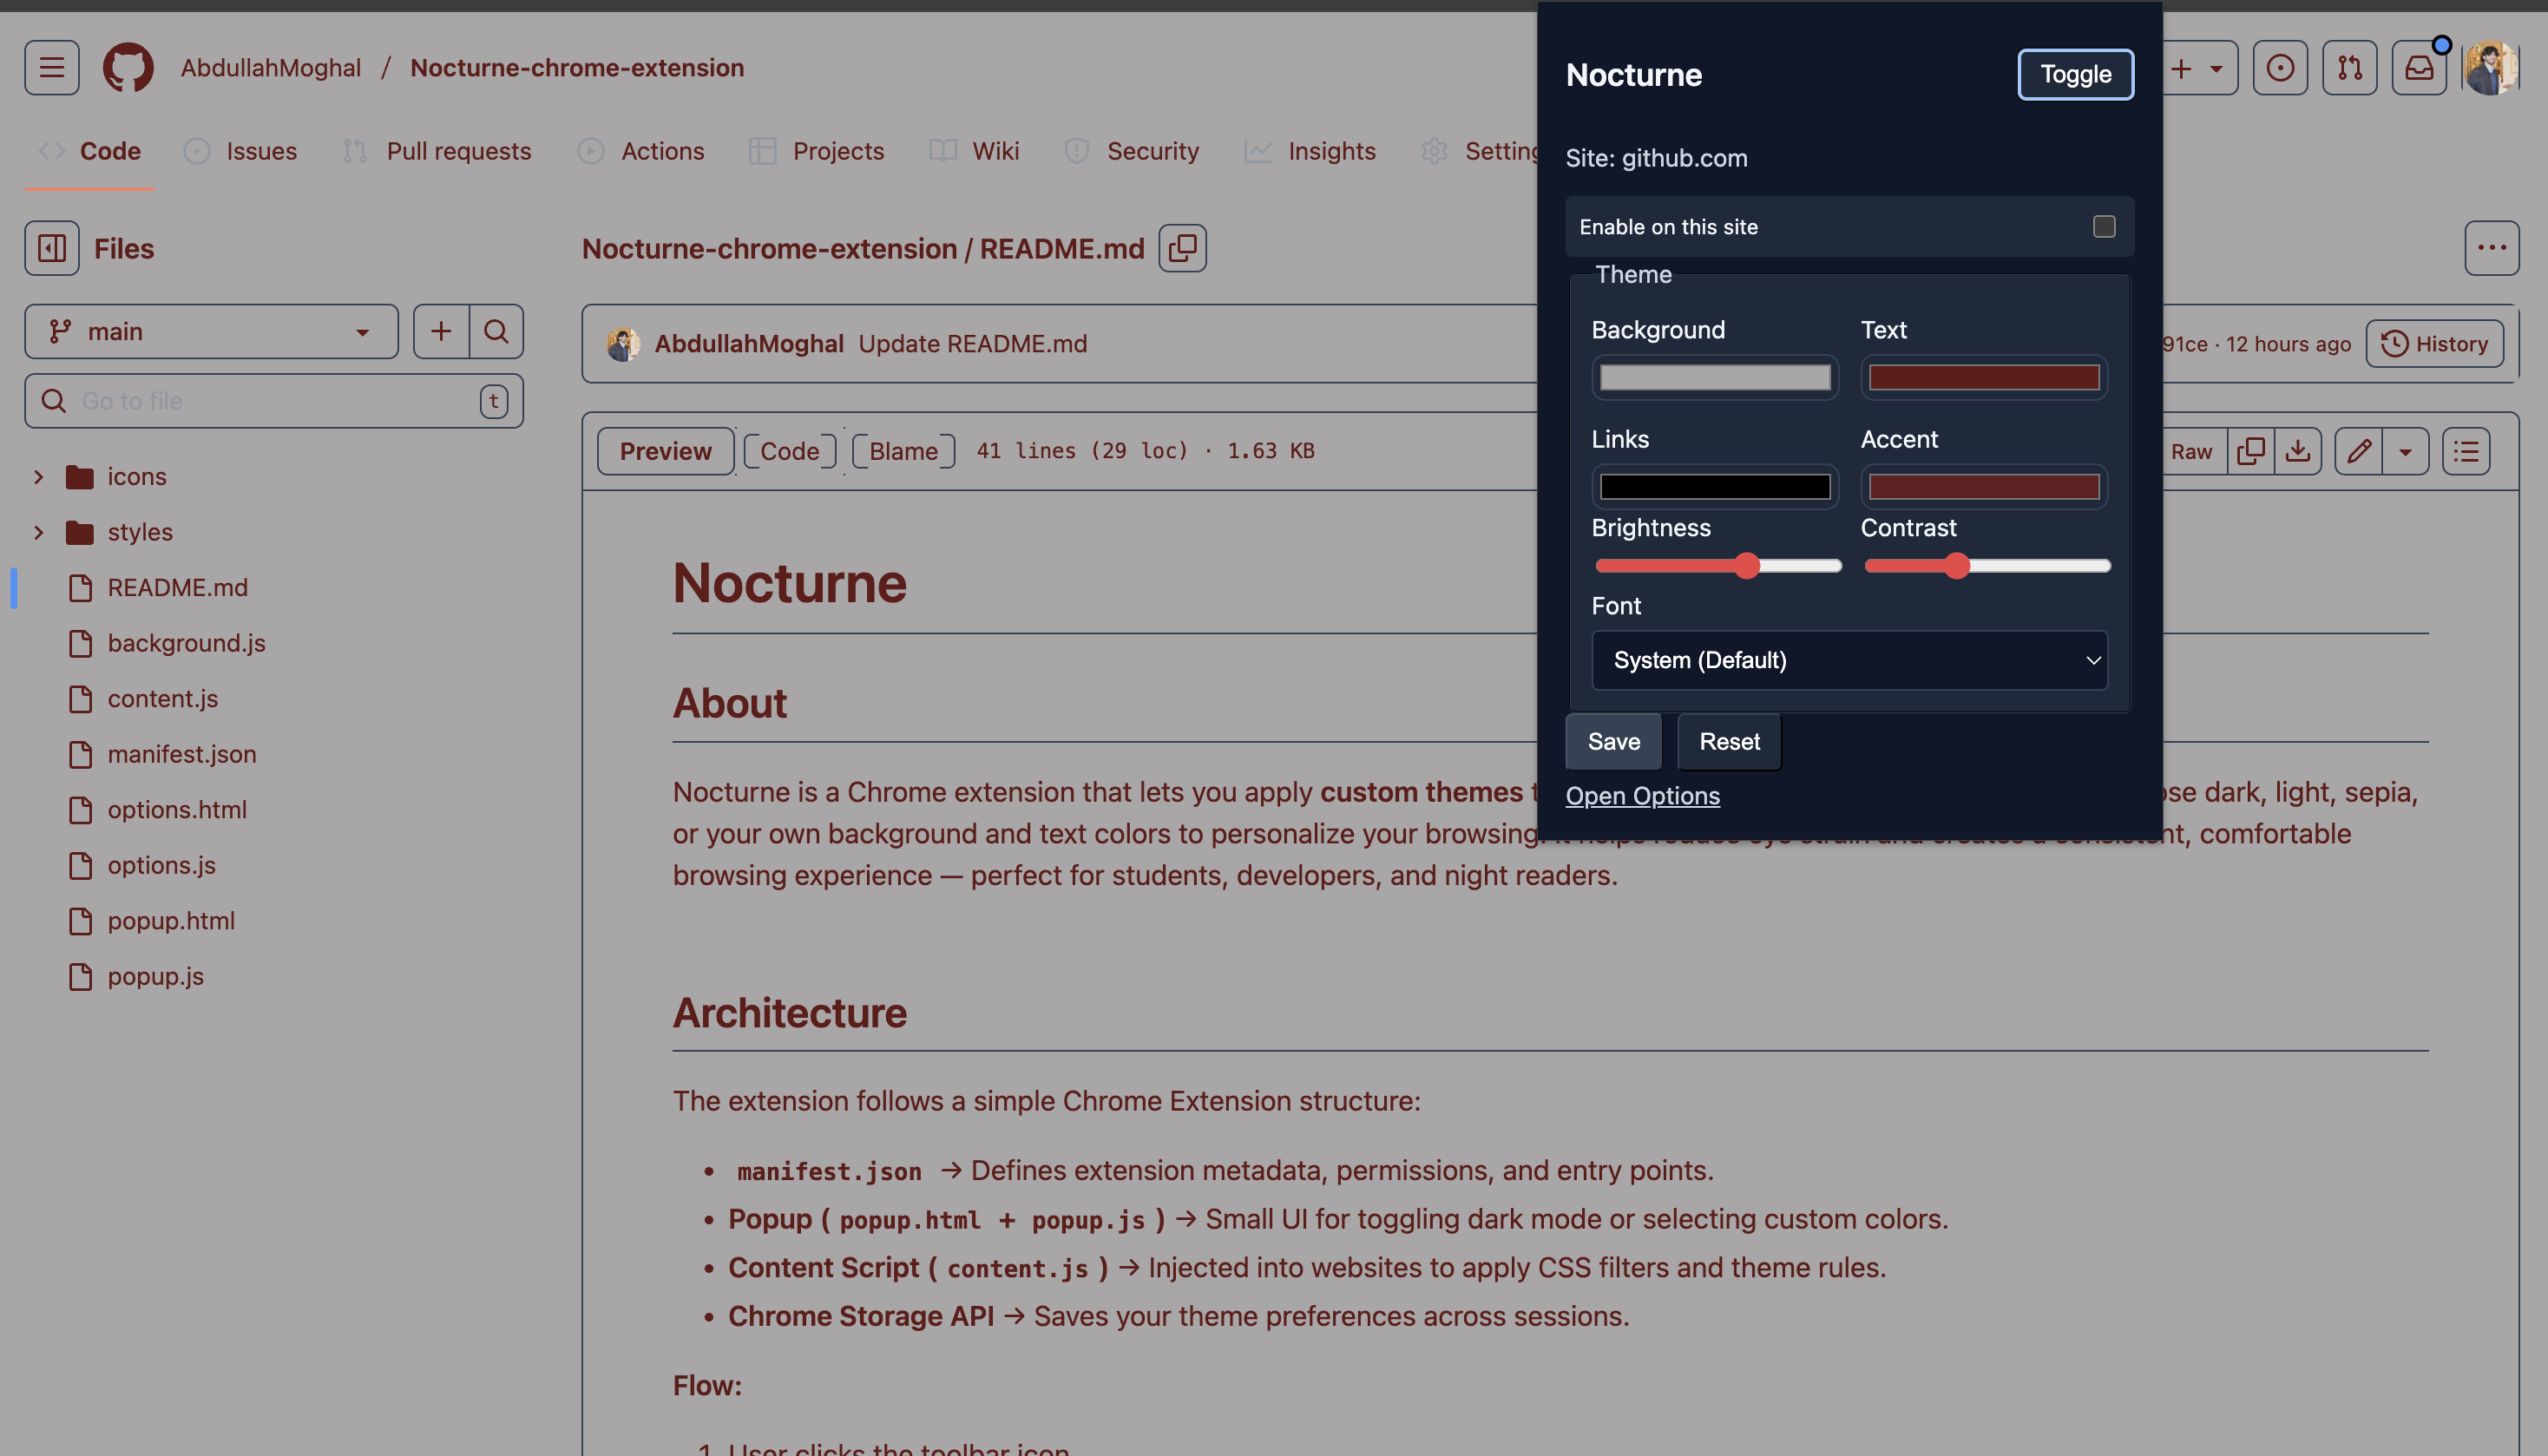 AbdullahMoghal / Nocturne-chrome-extension
Code Issues Pull requests Actions Projects Wiki Security Insights
Files
main
Go to file t
icons
styles
README.md
background.js
content.js
manifest.json
options.html
options.js
popup.html
popup.js
Nocturne-chrome-extension / README.md
AbdullahMoghal Update README.md
91ce · 12 hours ago History
Preview Code Blame 41 lines (29 loc) · 1.63 KB
Raw
Nocturne
About
Nocturne is a Chrome extension that lets you apply custom themes dark, light, sepia,
or your own background and text colors to personalize your browsing. comfortable
browsing experience — perfect for students, developers, and night readers.
Architecture
The extension follows a simple Chrome Extension structure:
• manifest.json → Defines extension metadata, permissions, and entry points.
• Popup ( popup.html + popup.js ) → Small UI for toggling dark mode or selecting custom colors.
• Content Script ( content.js ) → Injected into websites to apply CSS filters and theme rules.
• Chrome Storage API → Saves your theme preferences across sessions.
Flow:
1. User clicks the toolbar icon
Nocturne Toggle
Site: github.com
Enable on this site
Theme
Background Text
Links Accent
Brightness Contrast
Font
System (Default)
Save Reset
Open Options